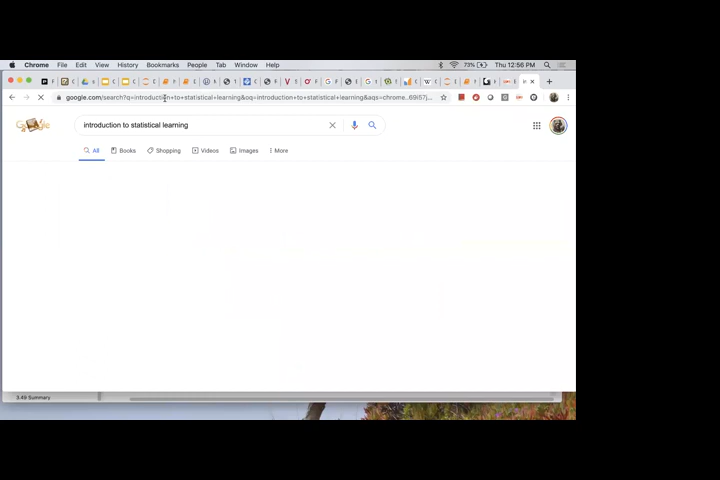 Chrome File Edit View History Bookmarks People Tab Window Help 73% Thu 12:56 PM
google.com/search?q=introduction+to+statistical+learning&oq=introduction+to+statistical+learning&aqs=chrome..69i57j...
introduction to statistical learning
All Books Shopping Videos Images More
3.49 Summary